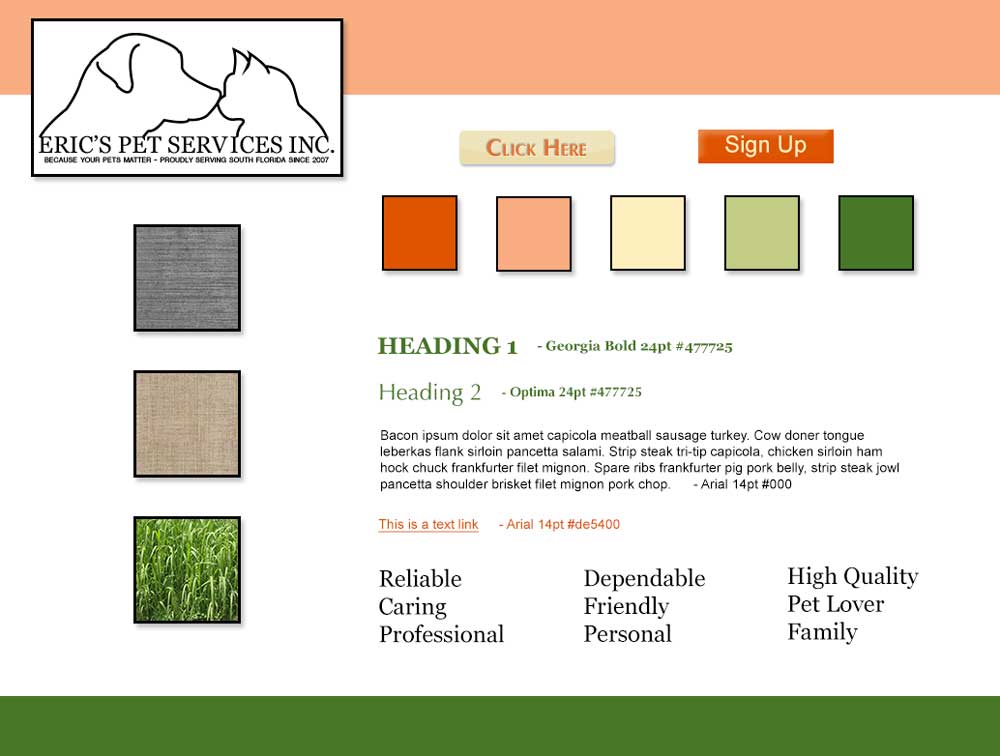 ERIC'S PET SERVICES INC.
BECAUSE YOUR PETS MATTER - PROUDLY SERVING SOUTH FLORIDA SINCE 2007
CLICK HERE
Sign Up
HEADING 1 - Georgia Bold 24pt #477725
Heading 2 - Optima 24pt #477725
Bacon ipsum dolor sit amet capicola meatball sausage turkey. Cow doner tongue
leberkas flank sirloin pancetta salami. Strip steak tri-tip capicola, chicken sirloin ham
hock chuck frankfurter filet mignon. Spare ribs frankfurter pig pork belly, strip steak jowl
pancetta shoulder brisket filet mignon pork chop. - Arial 14pt #000
This is a text link - Arial 14pt #de5400
Reliable
Caring
Professional
Dependable
Friendly
Personal
High Quality
Pet Lover
Family